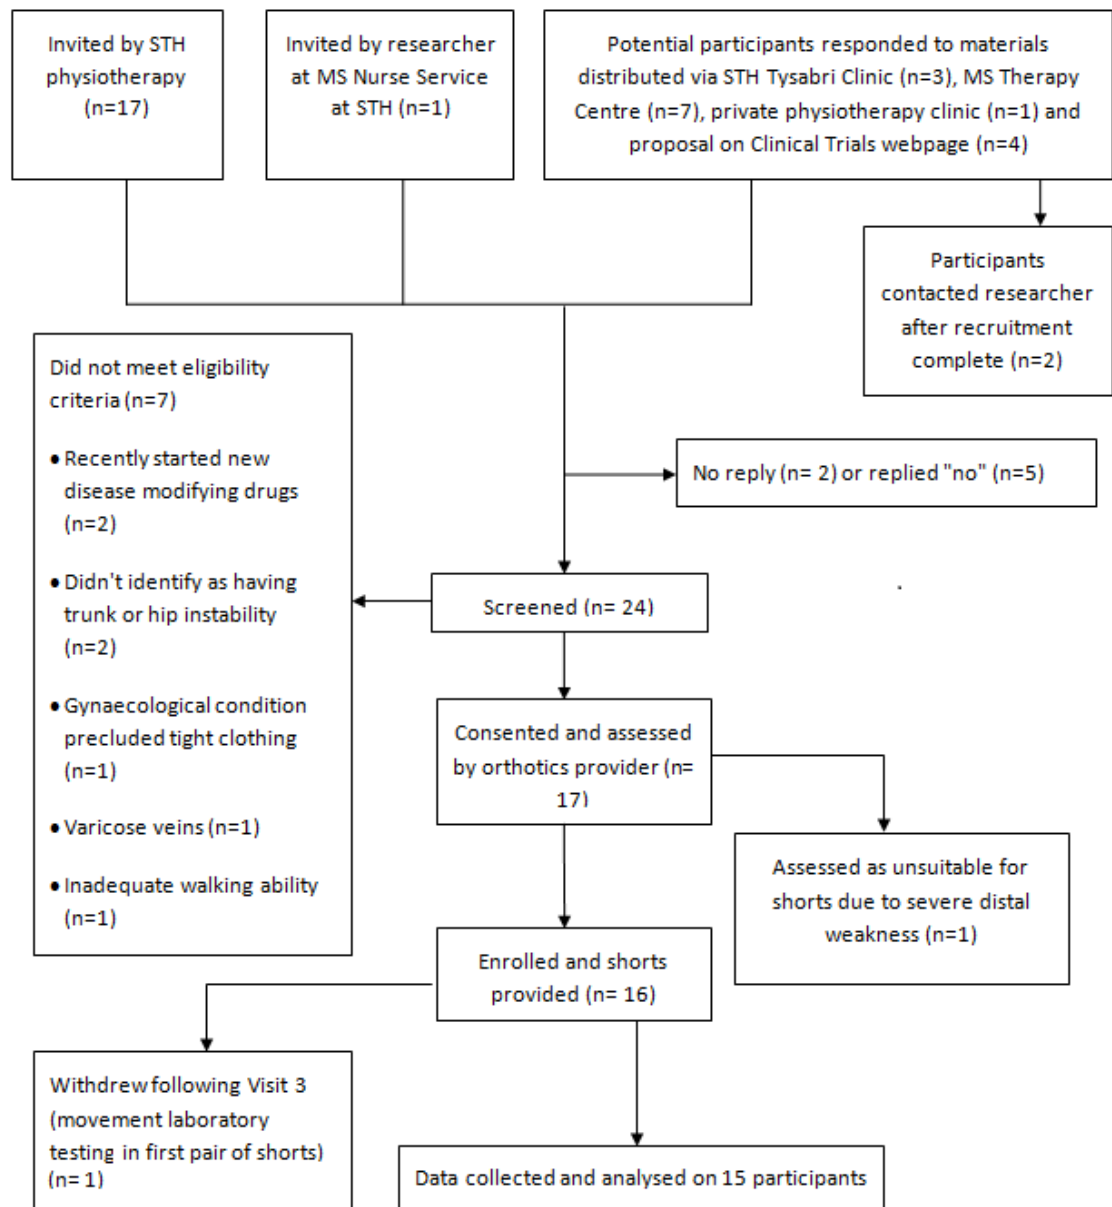 Invited by STH
physiotherapy
(n=17)
Invited by researcher
at MS Nurse Service
at STH (n=1)
Potential participants responded to materials
distributed via STH Tysabri Clinic (n=3), MS Therapy
Centre (n=7), private physiotherapy clinic (n=1) and
proposal on Clinical Trials webpage (n=4)
Participants
contacted researcher
after recruitment
complete (n=2)
Did not meet eligibility
criteria (n=7)
• Recently started new
disease modifying drugs
(n=2)
• Didn't identify as having
trunk or hip instability
(n=2)
• Gynaecological condition
precluded tight clothing
(n=1)
• Varicose veins (n=1)
• Inadequate walking ability
(n=1)
No reply (n= 2) or replied "no" (n=5)
Screened (n= 24)
Consented and assessed
by orthotics provider (n=
17)
Assessed as unsuitable for
shorts due to severe distal
weakness (n=1)
Enrolled and shorts
provided (n= 16)
Withdrew following Visit 3
(movement laboratory
testing in first pair of shorts)
(n= 1)
Data collected and analysed on 15 participants